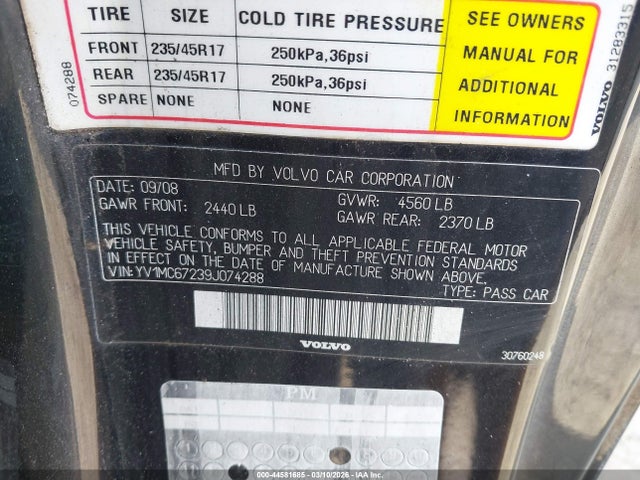 TIRE SIZE COLD TIRE PRESSURE SEE OWNERS MANUAL FOR ADDITIONAL INFORMATION
FRONT 235/45R17 250kPa,36psi
REAR 235/45R17 250kPa,36psi
SPARE NONE NONE
074288
VOLVO 31283315
MFD BY VOLVO CAR CORPORATION
DATE: 09/08 GVWR: 4560 LB
GAWR FRONT: 2440 LB GAWR REAR: 2370 LB
THIS VEHICLE CONFORMS TO ALL APPLICABLE FEDERAL MOTOR
VEHICLE SAFETY, BUMPER AND THEFT PREVENTION STANDARDS
IN EFFECT ON THE DATE OF MANUFACTURE SHOWN ABOVE.
VIN: YV1MC67239J074288
TYPE: PASS CAR
VOLVO 30760248
PM
000-44581685 - 03/10/2026 - COPART